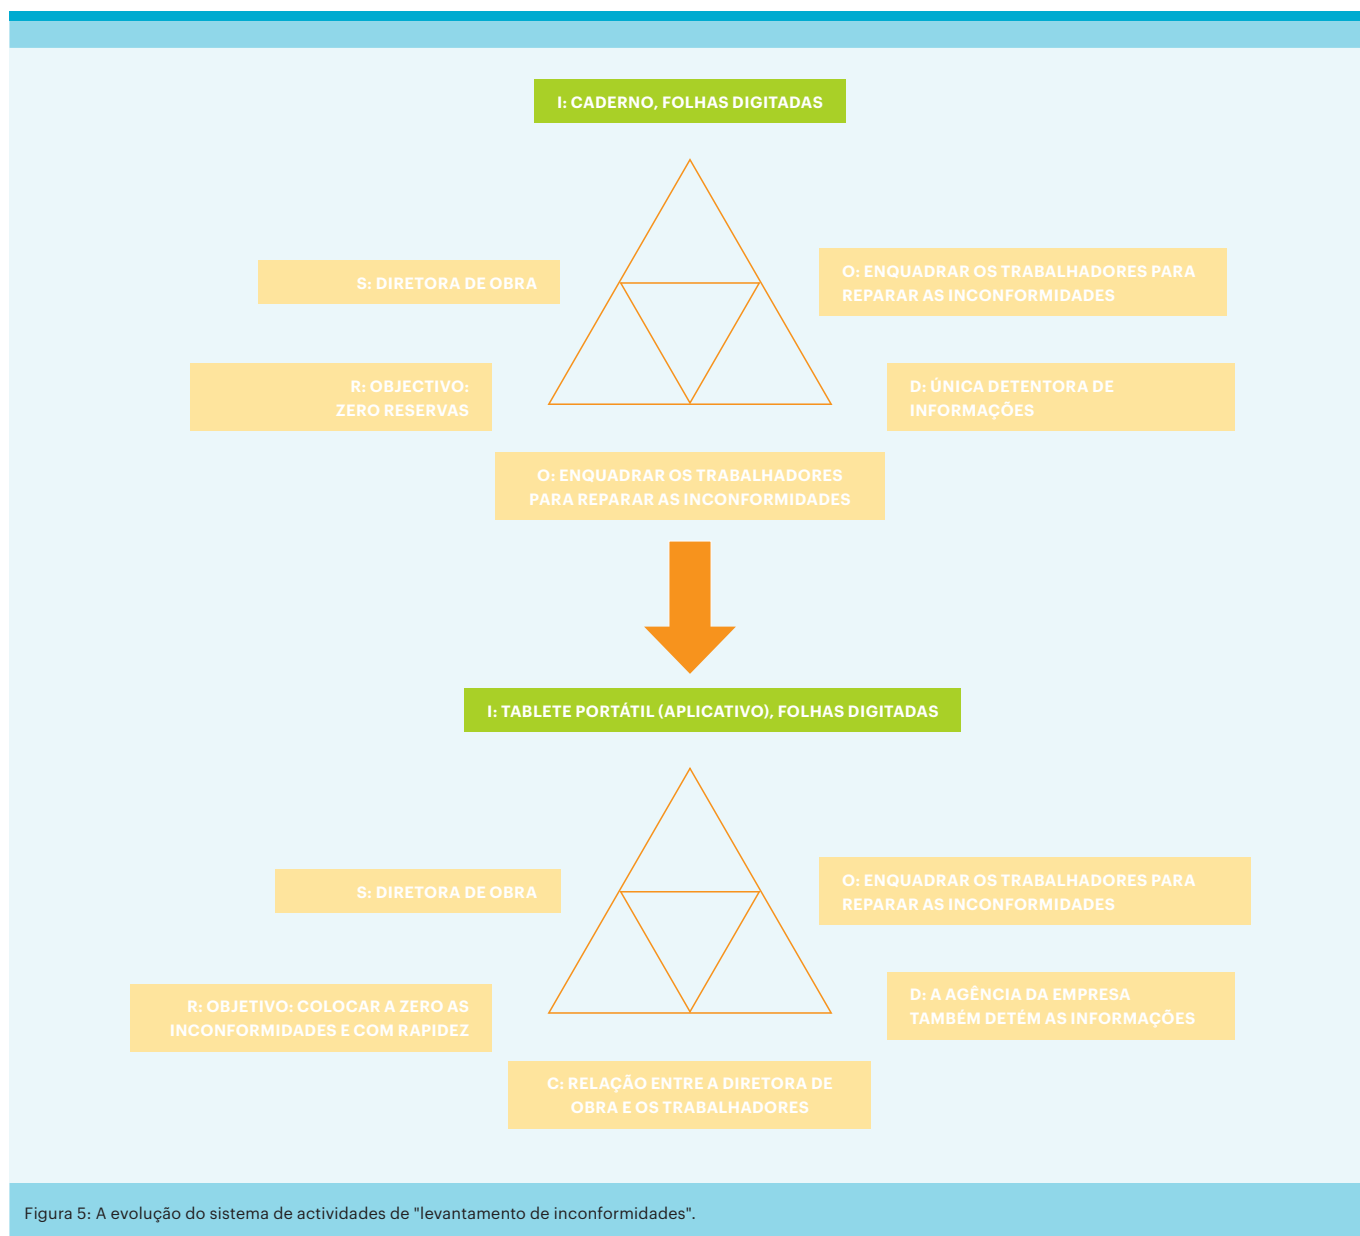 I: CADERNO, FOLHAS DIGITADAS
S: DIRETORA DE OBRA
O: ENQUADRAR OS TRABALHADORES PARA
REPARAR AS INCONFORMIDADES
R: OBJECTIVO:
ZERO RESERVAS
D: ÚNICA DETENTORA DE
INFORMAÇÕES
O: ENQUADRAR OS TRABALHADORES
PARA REPARAR AS INCONFORMIDADES
I: TABLETE PORTÁTIL (APLICATIVO), FOLHAS DIGITADAS
S: DIRETORA DE OBRA
O: ENQUADRAR OS TRABALHADORES PARA
REPARAR AS INCONFORMIDADES
R: OBJETIVO: COLOCAR A ZERO AS
INCONFORMIDADES E COM RAPIDEZ
D: A AGÊNCIA DA EMPRESA
TAMBÉM DETÉM AS INFORMAÇÕES
C: RELAÇÃO ENTRE A DIRETORA DE
OBRA E OS TRABALHADORES
Figura 5: A evolução do sistema de actividades de "levantamento de inconformidades".